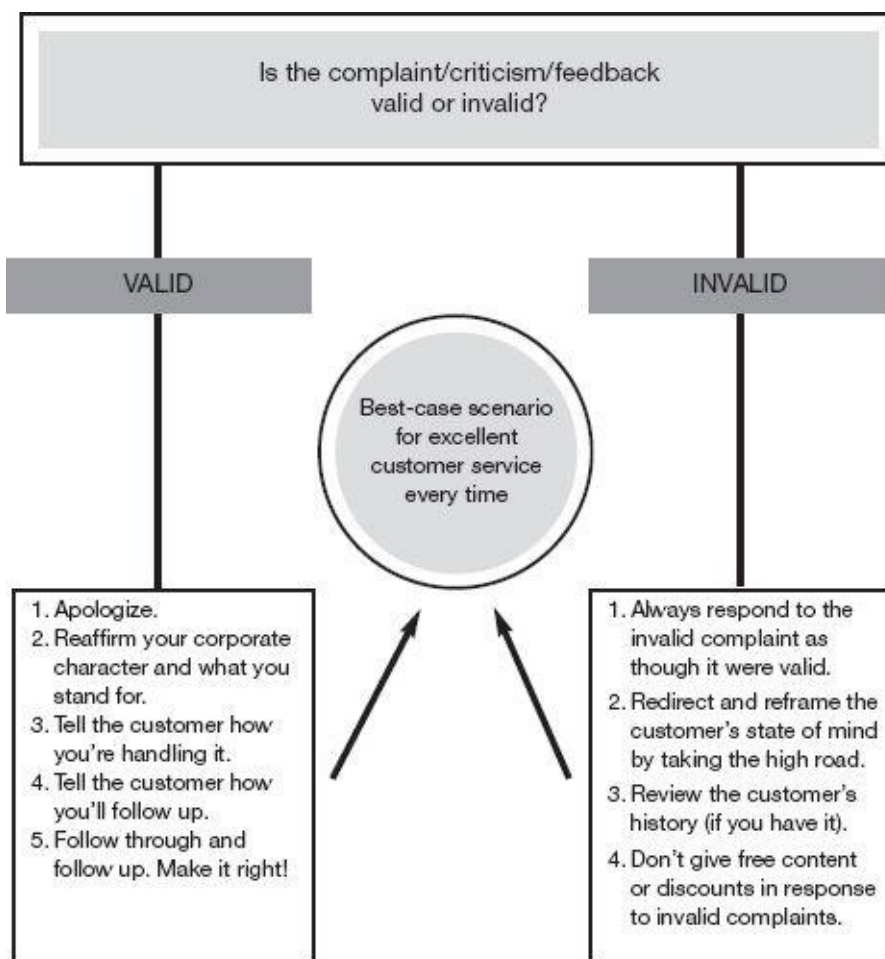 Is the complaint/criticism/feedback
valid or invalid?
VALID
INVALID
Best-case scenario
for excellent
customer service
every time
1. Apologize.
2. Reaffirm your corporate
character and what you
stand for.
3. Tell the customer how
you're handling it.
4. Tell the customer how
you'll follow up.
5. Follow through and
follow up. Make it right!
1. Always respond to the
invalid complaint as
though it were valid.
2. Redirect and reframe the
customer's state of mind
by taking the high road.
3. Review the customer's
history (if you have it).
4. Don't give free content
or discounts in response
to invalid complaints.